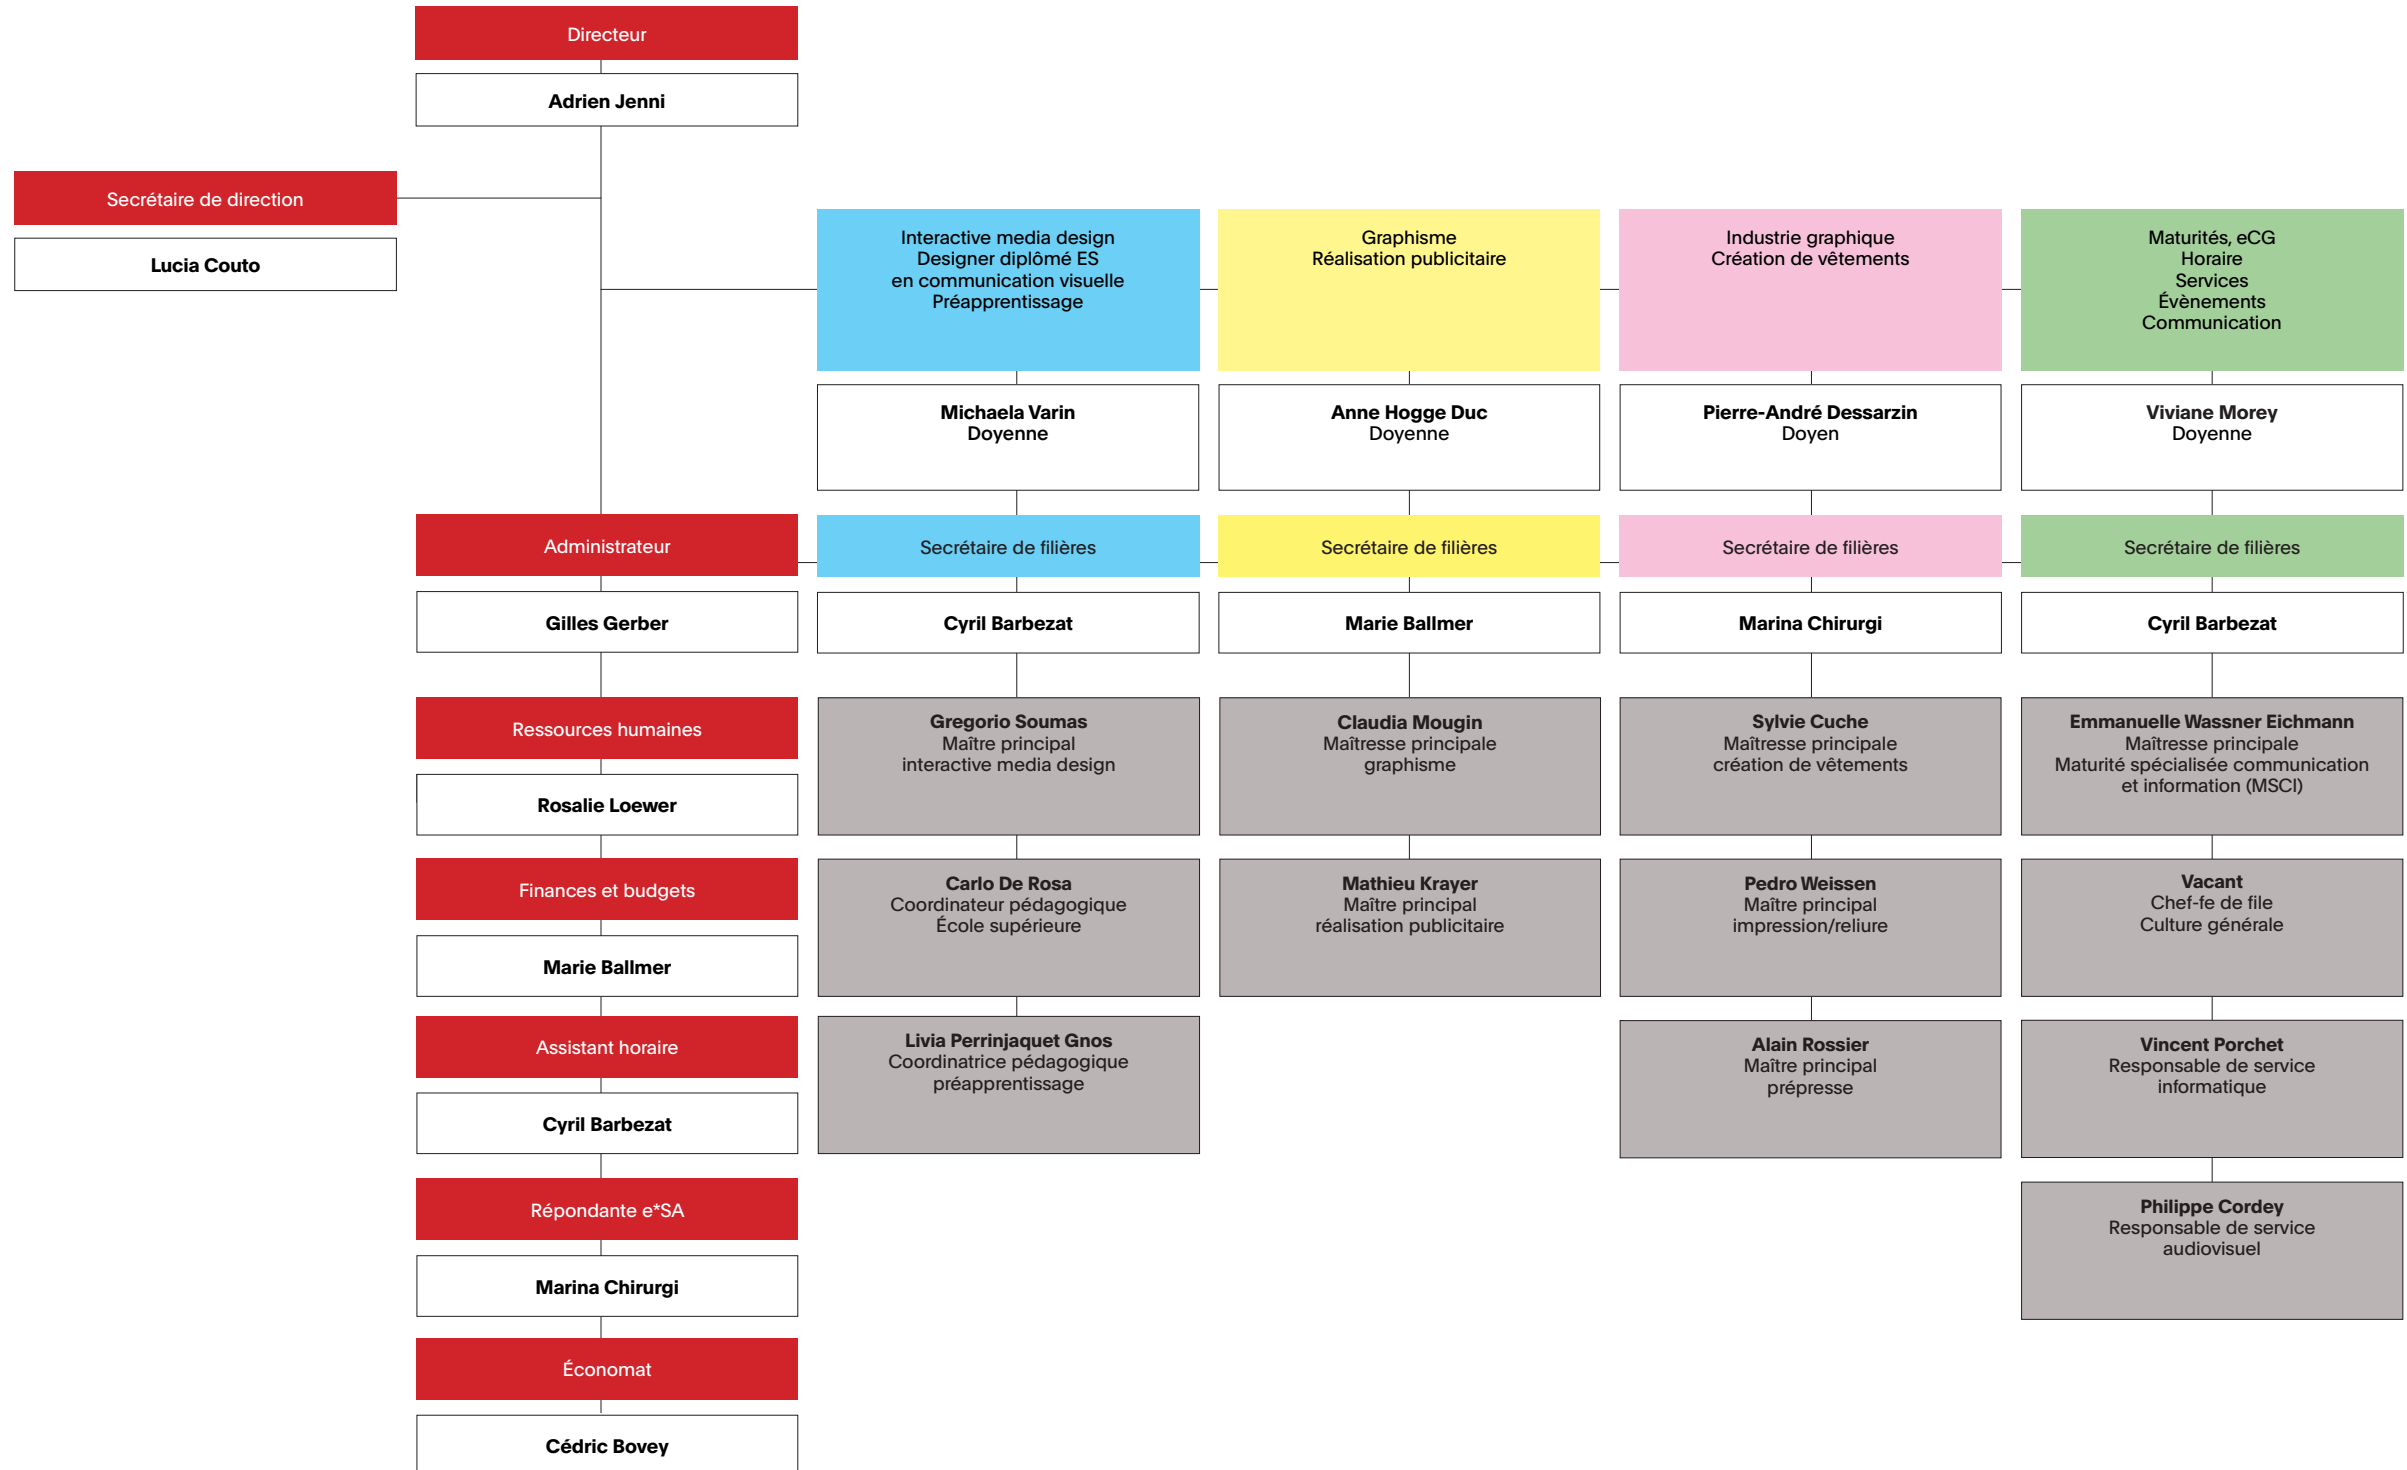 Directeur
Adrien Jenni
Secrétaire de direction
Lucia Couto
Interactive media design
Designer diplômé ES
en communication visuelle
Préapprentissage
Graphisme
Réalisation publicitaire
Industrie graphique
Création de vêtements
Maturités, eCG
Horaire
Services
Évènements
Communication
Michaela Varin
Doyenne
Anne Hogge Duc
Doyenne
Pierre-André Dessarzin
Doyen
Viviane Morey
Doyenne
Administrateur
Secrétaire de filières
Secrétaire de filières
Secrétaire de filières
Secrétaire de filières
Gilles Gerber
Cyril Barbezat
Marie Ballmer
Marina Chirurgi
Cyril Barbezat
Ressources humaines
Rosalie Loewer
Gregorio Soumas
Maître principal
interactive media design
Claudia Mougin
Maîtresse principale
graphisme
Sylvie Cuche
Maîtresse principale
création de vêtements
Emmanuelle Wassner Eichmann
Maîtresse principale
Maturité spécialisée communication
et information (MSCI)
Finances et budgets
Marie Ballmer
Carlo De Rosa
Coordinateur pédagogique
École supérieure
Mathieu Krayer
Maître principal
réalisation publicitaire
Pedro Weissen
Maître principal
impression/reliure
Vacant
Chef-fe de file
Culture générale
Assistant horaire
Cyril Barbezat
Livia Perrinjaquet Gnos
Coordinatrice pédagogique
préapprentissage
Alain Rossier
Maître principal
prépresse
Vincent Porchet
Responsable de service
informatique
Répondante e*SA
Marina Chirurgi
Philippe Cordey
Responsable de service
audiovisuel
Économat
Cédric Bovey